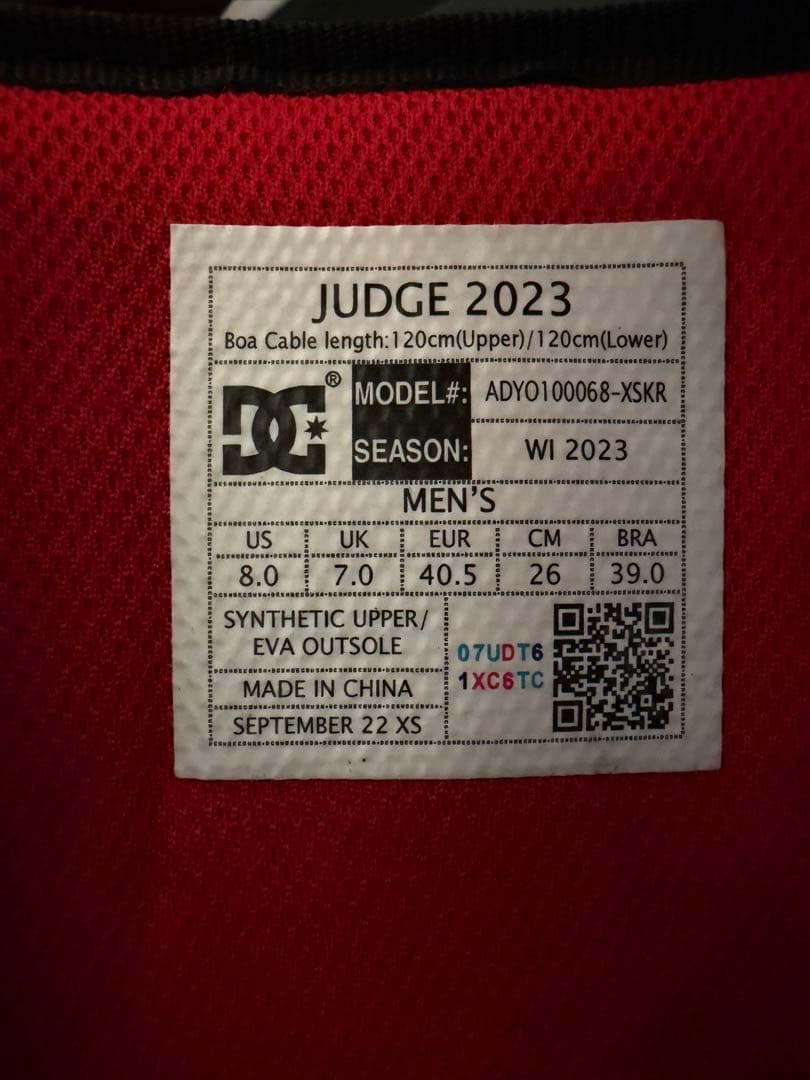 JUDGE 2023
Boa Cable length:120cm(Upper)/120cm(Lower)
DC ® MODEL#: ADYO100068-XSKR
SEASON: WI 2023
MEN'S
US UK EUR CM BRA
8.0 7.0 40.5 26 39.0
SYNTHETIC UPPER/
EVA OUTSOLE
07UDT6
1XC6TC
MADE IN CHINA
SEPTEMBER 22 XS